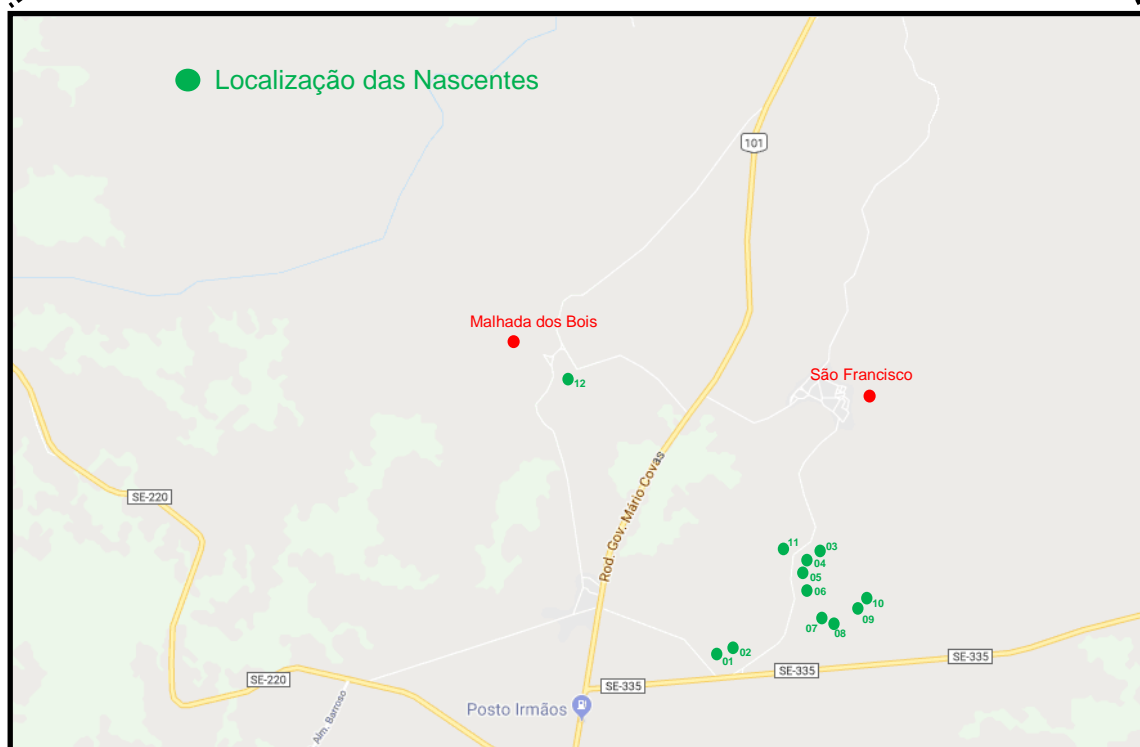 Localização das Nascentes
101
Malhada dos Bois
12
São Francisco
SE-220
Rod. Gov. Mário Covas
11
03
04
05
06
10
09
07
08
02
01
SE-335
SE-335
SE-220
SE-335
Posto Irmãos
Alm. Barroso